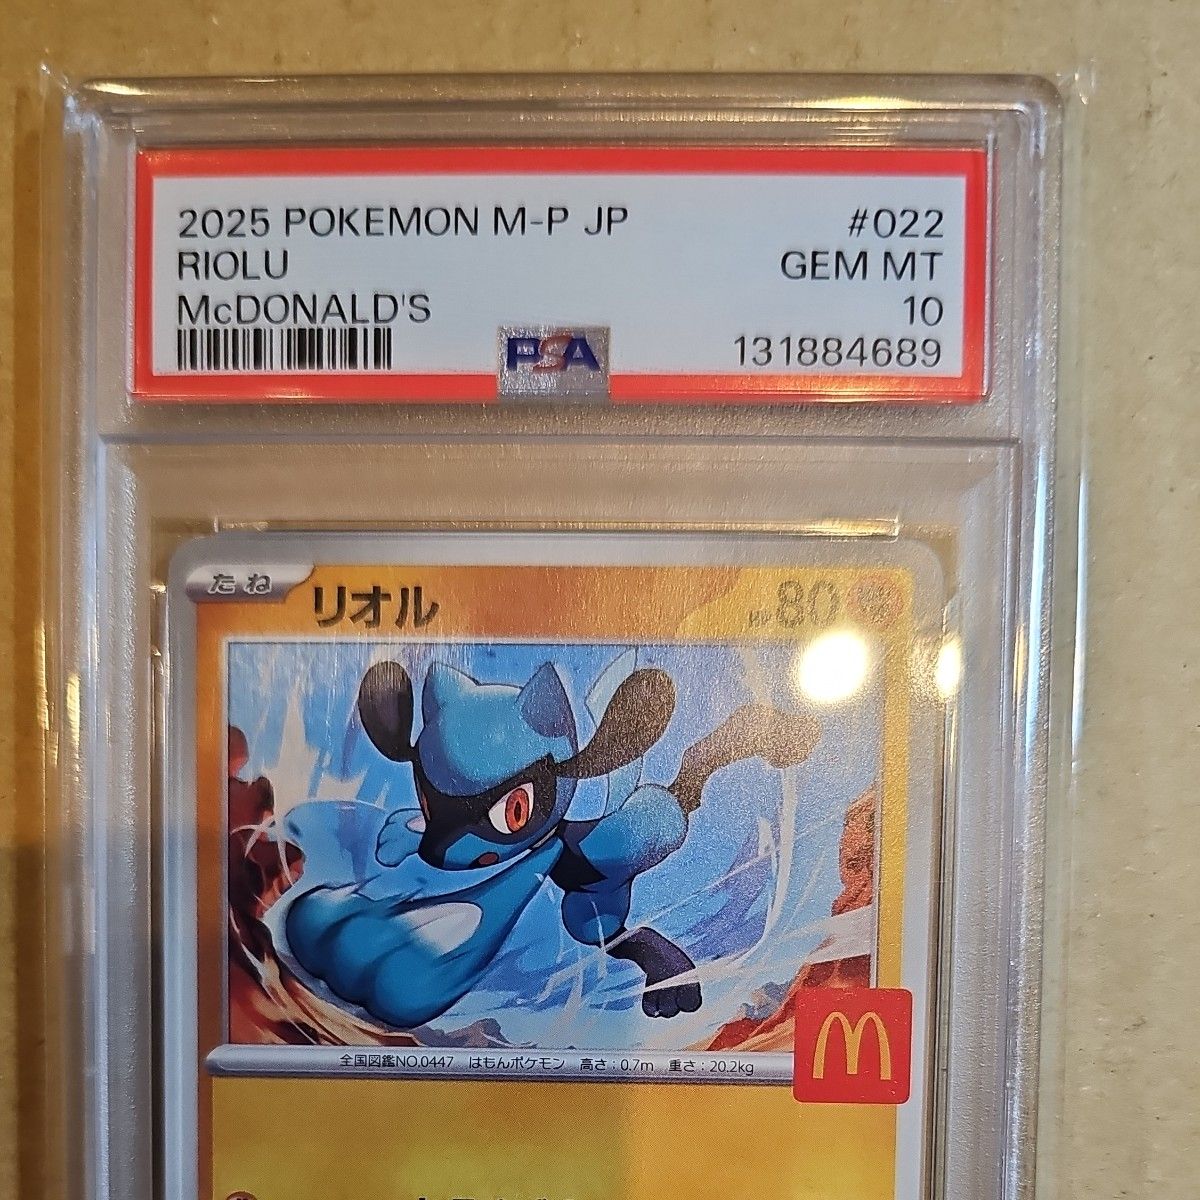 2025 POKEMON M-P JP #022
RIOLU GEM MT
McDONALD'S 10
PSA 131884689
たね リオル HP 80
全国図鑑NO.0447 はもんポケモン 高さ:0.7m 重さ:20.2kg
M